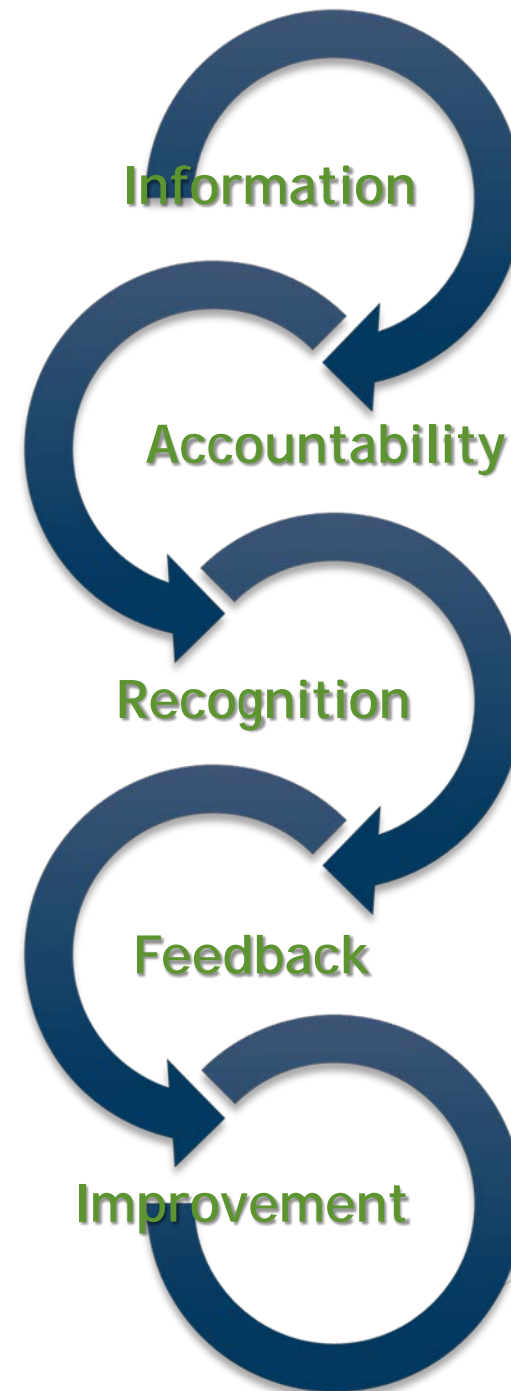 Information
Accountability
Recognition
Feedback
Improvement